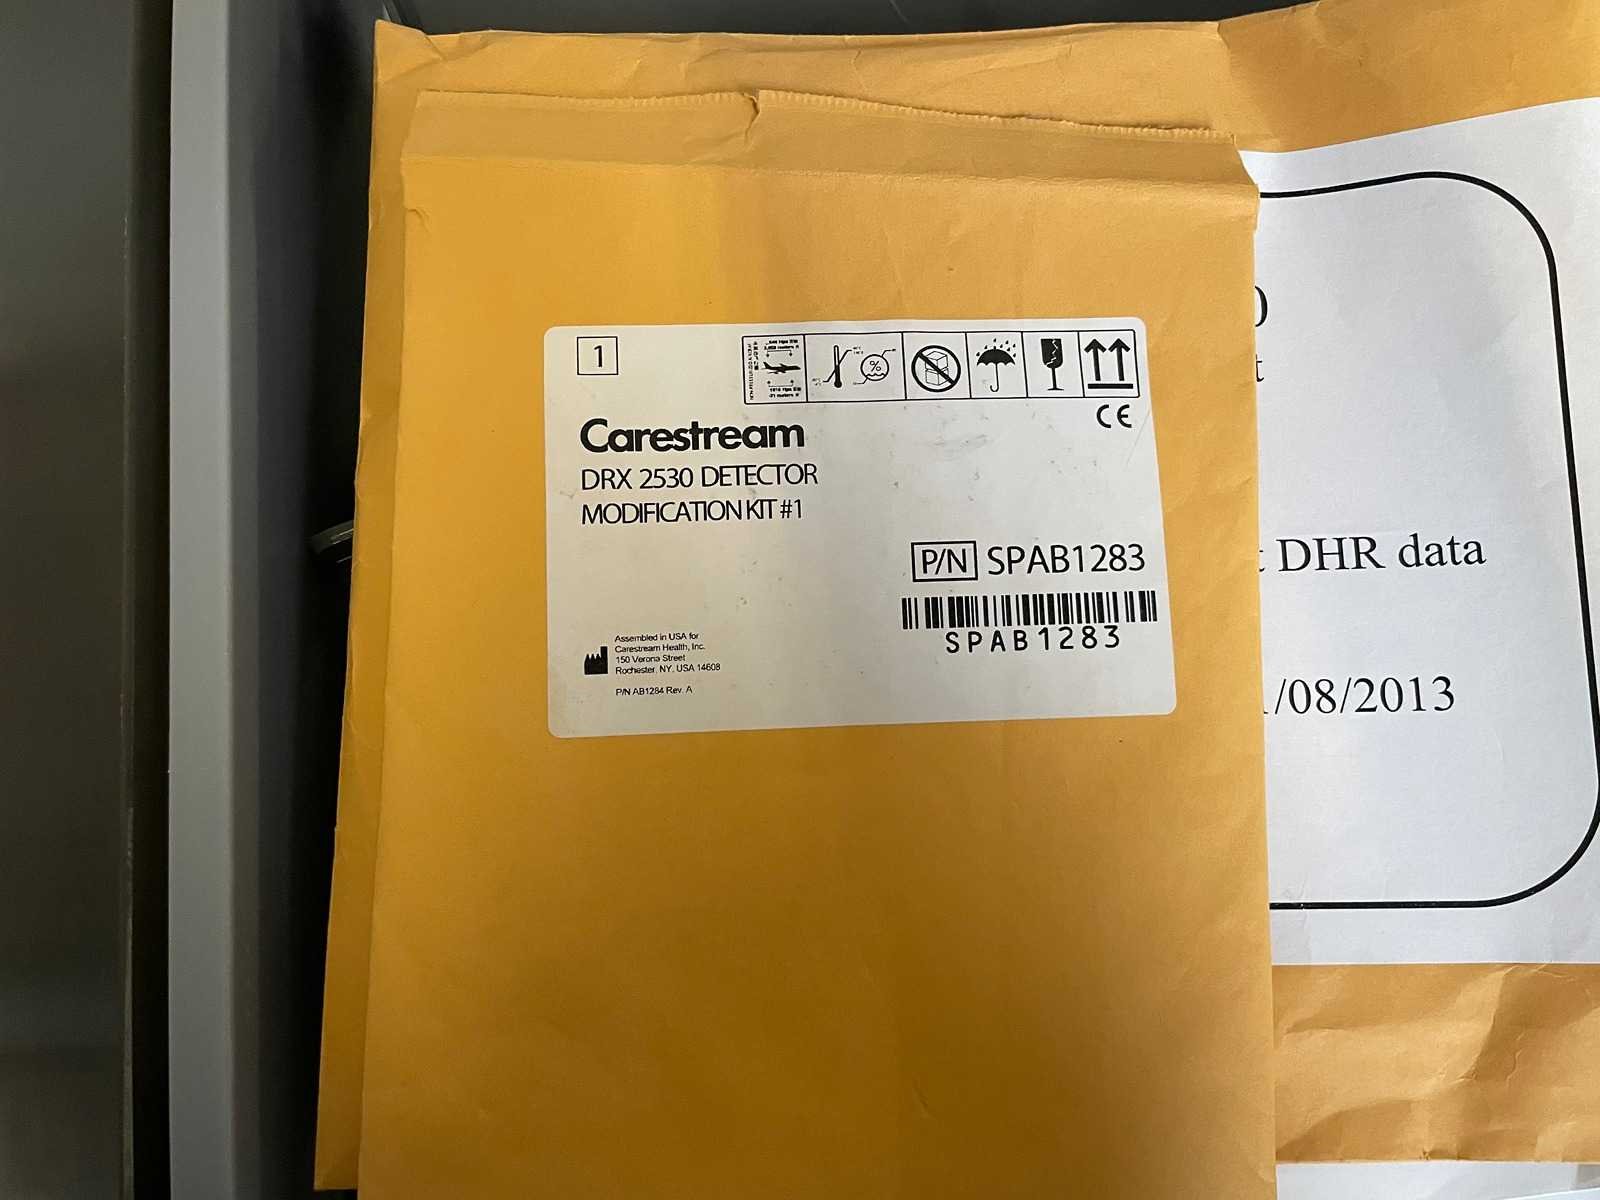 1
Carestream
DRX 2530 DETECTOR
MODIFICATION KIT #1
CE
P/N SPAB1283
SPAB1283
Assembled in USA for
Carestream Health, Inc.
150 Verona Street
Rochester, NY, USA 14608
P/N AB1284 Rev. A
%
t
t DHR data
/08/2013